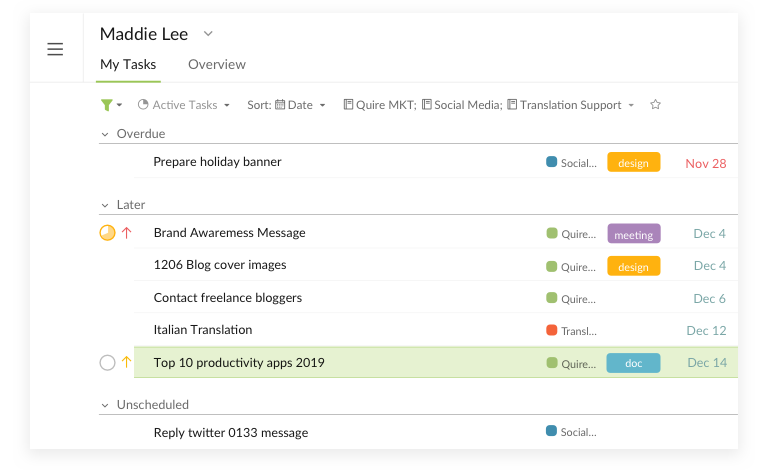 Maddie Lee
My Tasks Overview
Active Tasks Sort: Date Quire MKT; Social Media; Translation Support
Overdue
Prepare holiday banner Social... design Nov 28
Later
Brand Awaremess Message Quire... meeting Dec 4
1206 Blog cover images Quire... design Dec 4
Contact freelance bloggers Quire... Dec 6
Italian Translation Transl... Dec 12
Top 10 productivity apps 2019 Quire... doc Dec 14
Unscheduled
Reply twitter 0133 message Social...